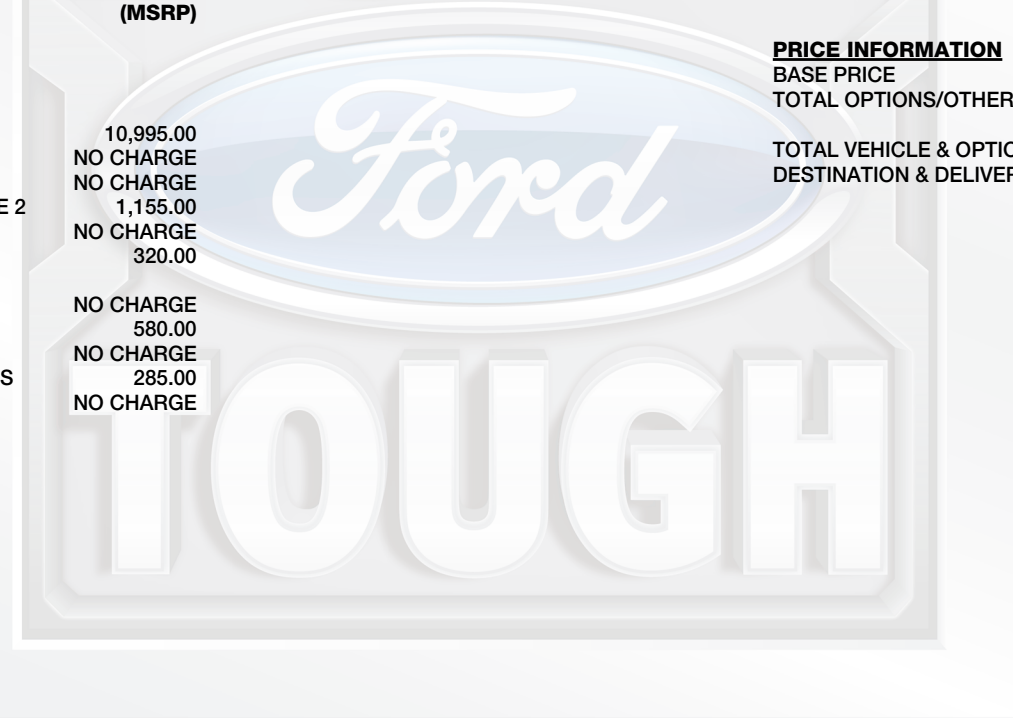 (MSRP)
10,995.00
NO CHARGE
NO CHARGE
E 2 1,155.00
NO CHARGE
320.00
NO CHARGE
580.00
NO CHARGE
S 285.00
NO CHARGE
PRICE INFORMATION
BASE PRICE
TOTAL OPTIONS/OTHER
TOTAL VEHICLE & OPTIO
DESTINATION & DELIVER
Ford
TOUGH